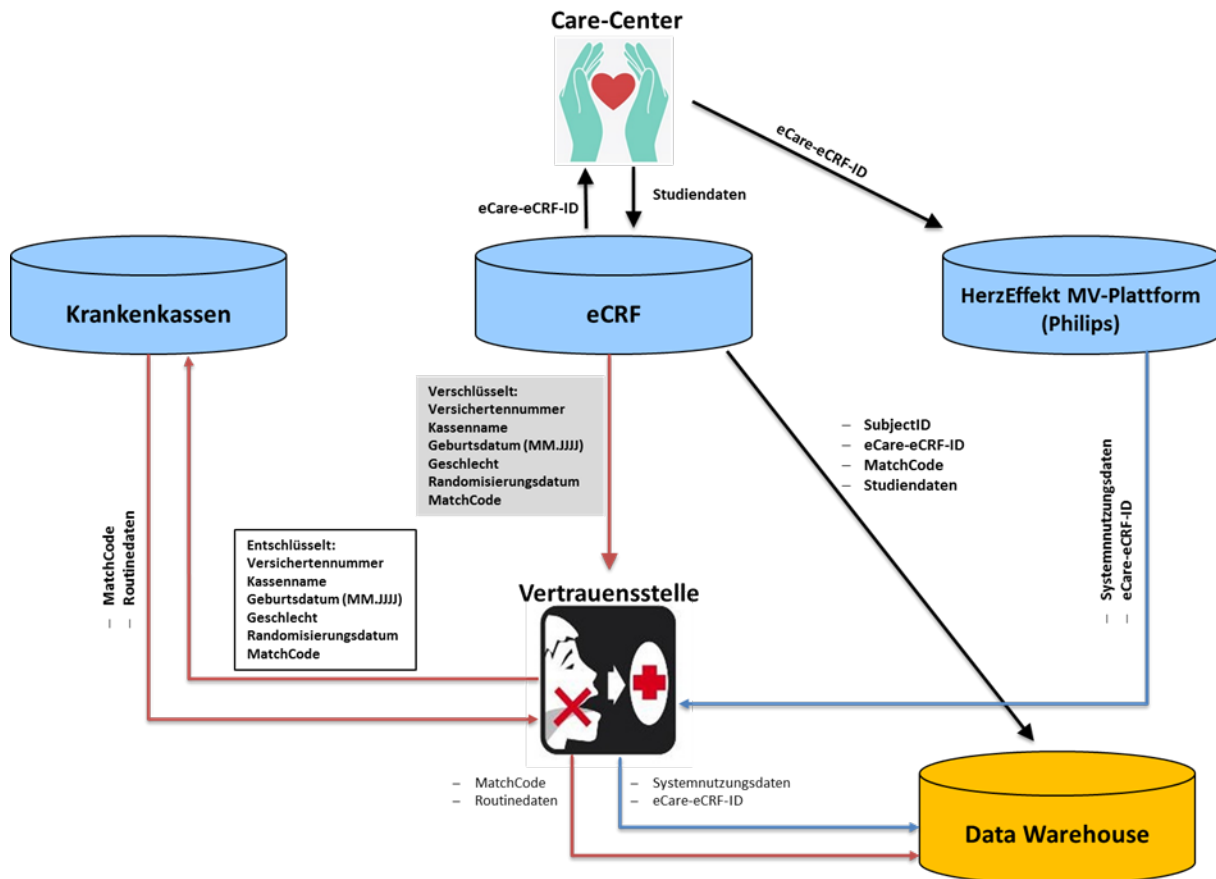 Care-Center
eCare-eCRF-ID
eCare-eCRF-ID
Studiendaten
Krankenkassen
eCRF
HerzEffekt MV-Plattform
(Philips)
Verschlüsselt:
Versichertennummer
Kassenname
Geburtsdatum (MM.JJJJ)
Geschlecht
Randomisierungsdatum
MatchCode
– SubjectID
– eCare-eCRF-ID
– MatchCode
– Studiendaten
– MatchCode
– Routinedaten
Entschlüsselt:
Versichertennummer
Kassenname
Geburtsdatum (MM.JJJJ)
Geschlecht
Randomisierungsdatum
MatchCode
– Systemnnutzungsdaten
– eCare-eCRF-ID
Vertrauensstelle
– MatchCode
– Routinedaten
– Systemnutzungsdaten
– eCare-eCRF-ID
Data Warehouse